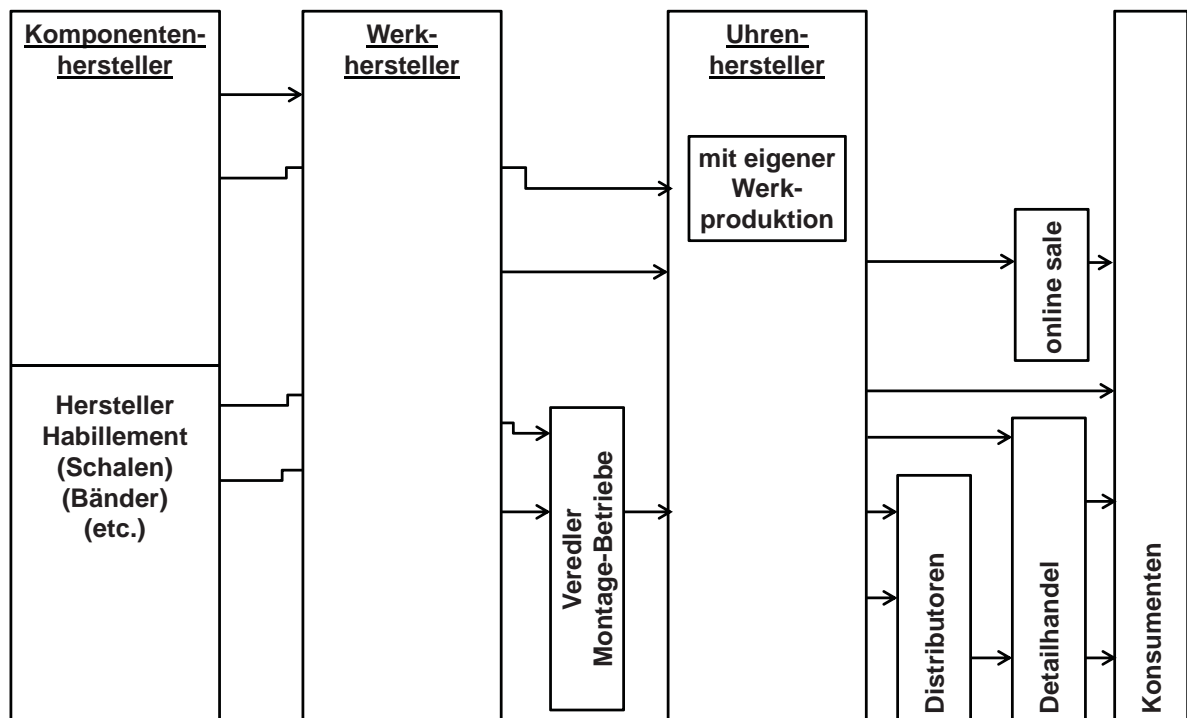 Komponenten-
hersteller
Werk-
hersteller
Uhren-
hersteller
mit eigener
Werk-
produktion
online sale
Hersteller
Habillement
(Schalen)
(Bänder)
(etc.)
Veredler
Montage-Betriebe
Distributoren
Detailhandel
Konsumenten